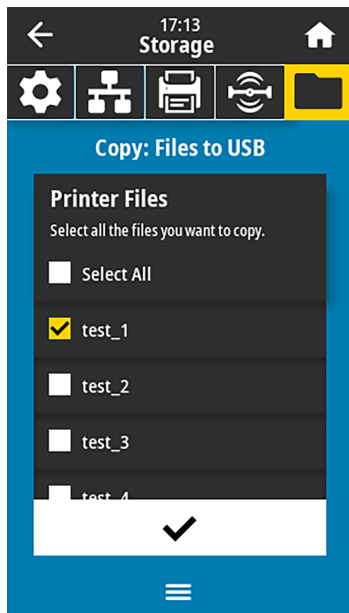 17:13
Storage
Copy: Files to USB
Printer Files
Select all the files you want to copy.
Select All
test_1
test_2
test_3
test_4